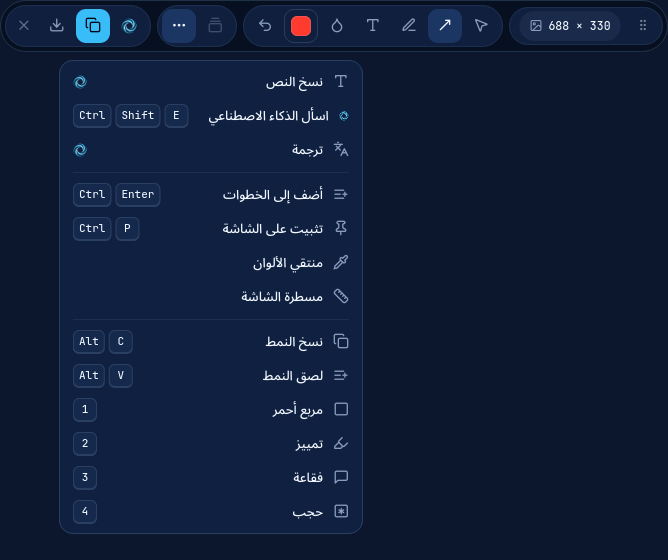 688 × 330
نسخ النص
اسأل الذكاء الاصطناعي Ctrl Shift E
ترجمة
أضف إلى الخطوات Ctrl Enter
تثبيت على الشاشة Ctrl P
منتقي الألوان
مسطرة الشاشة
نسخ النمط Alt C
لصق النمط Alt V
مربع أحمر 1
تمييز 2
فقاعة 3
حجب 4